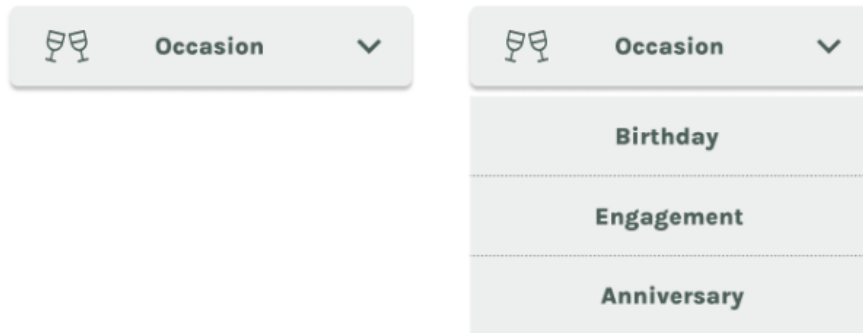 Occasion
Occasion
Birthday
Engagement
Anniversary